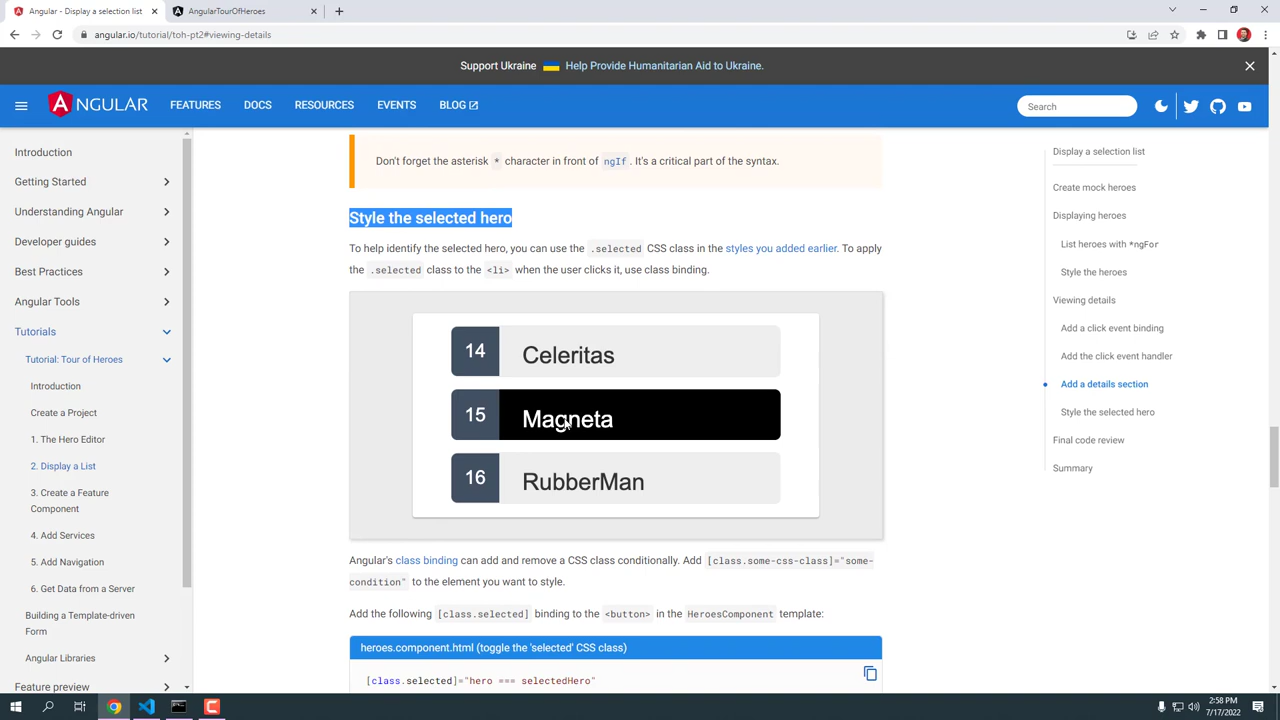 Angular - Display a selection list
AngularTourOfHeroes
angular.io/tutorial/toh-pt2#viewing-details
Support Ukraine Help Provide Humanitarian Aid to Ukraine.
ANGULAR FEATURES DOCS RESOURCES EVENTS BLOG
Search
Introduction
Getting Started
Understanding Angular
Developer guides
Best Practices
Angular Tools
Tutorials
Tutorial: Tour of Heroes
Introduction
Create a Project
1. The Hero Editor
2. Display a List
3. Create a Feature
Component
4. Add Services
5. Add Navigation
6. Get Data from a Server
Building a Template-driven
Form
Angular Libraries
Feature preview
Don't forget the asterisk * character in front of ngIf. It's a critical part of the syntax.
Style the selected hero
To help identify the selected hero, you can use the .selected CSS class in the styles you added earlier. To apply
the .selected class to the <li> when the user clicks it, use class binding.
14 Celeritas
15 Magneta
16 RubberMan
Angular's class binding can add and remove a CSS class conditionally. Add [class.some-css-class]="some-
condition" to the element you want to style.
Add the following [class.selected] binding to the <button> in the HeroesComponent template:
heroes.component.html (toggle the 'selected' CSS class)
[class.selected]="hero === selectedHero"
Display a selection list
Create mock heroes
Displaying heroes
List heroes with *ngFor
Style the heroes
Viewing details
Add a click event binding
Add the click event handler
Add a details section
Style the selected hero
Final code review
Summary
2:58 PM
7/17/2022